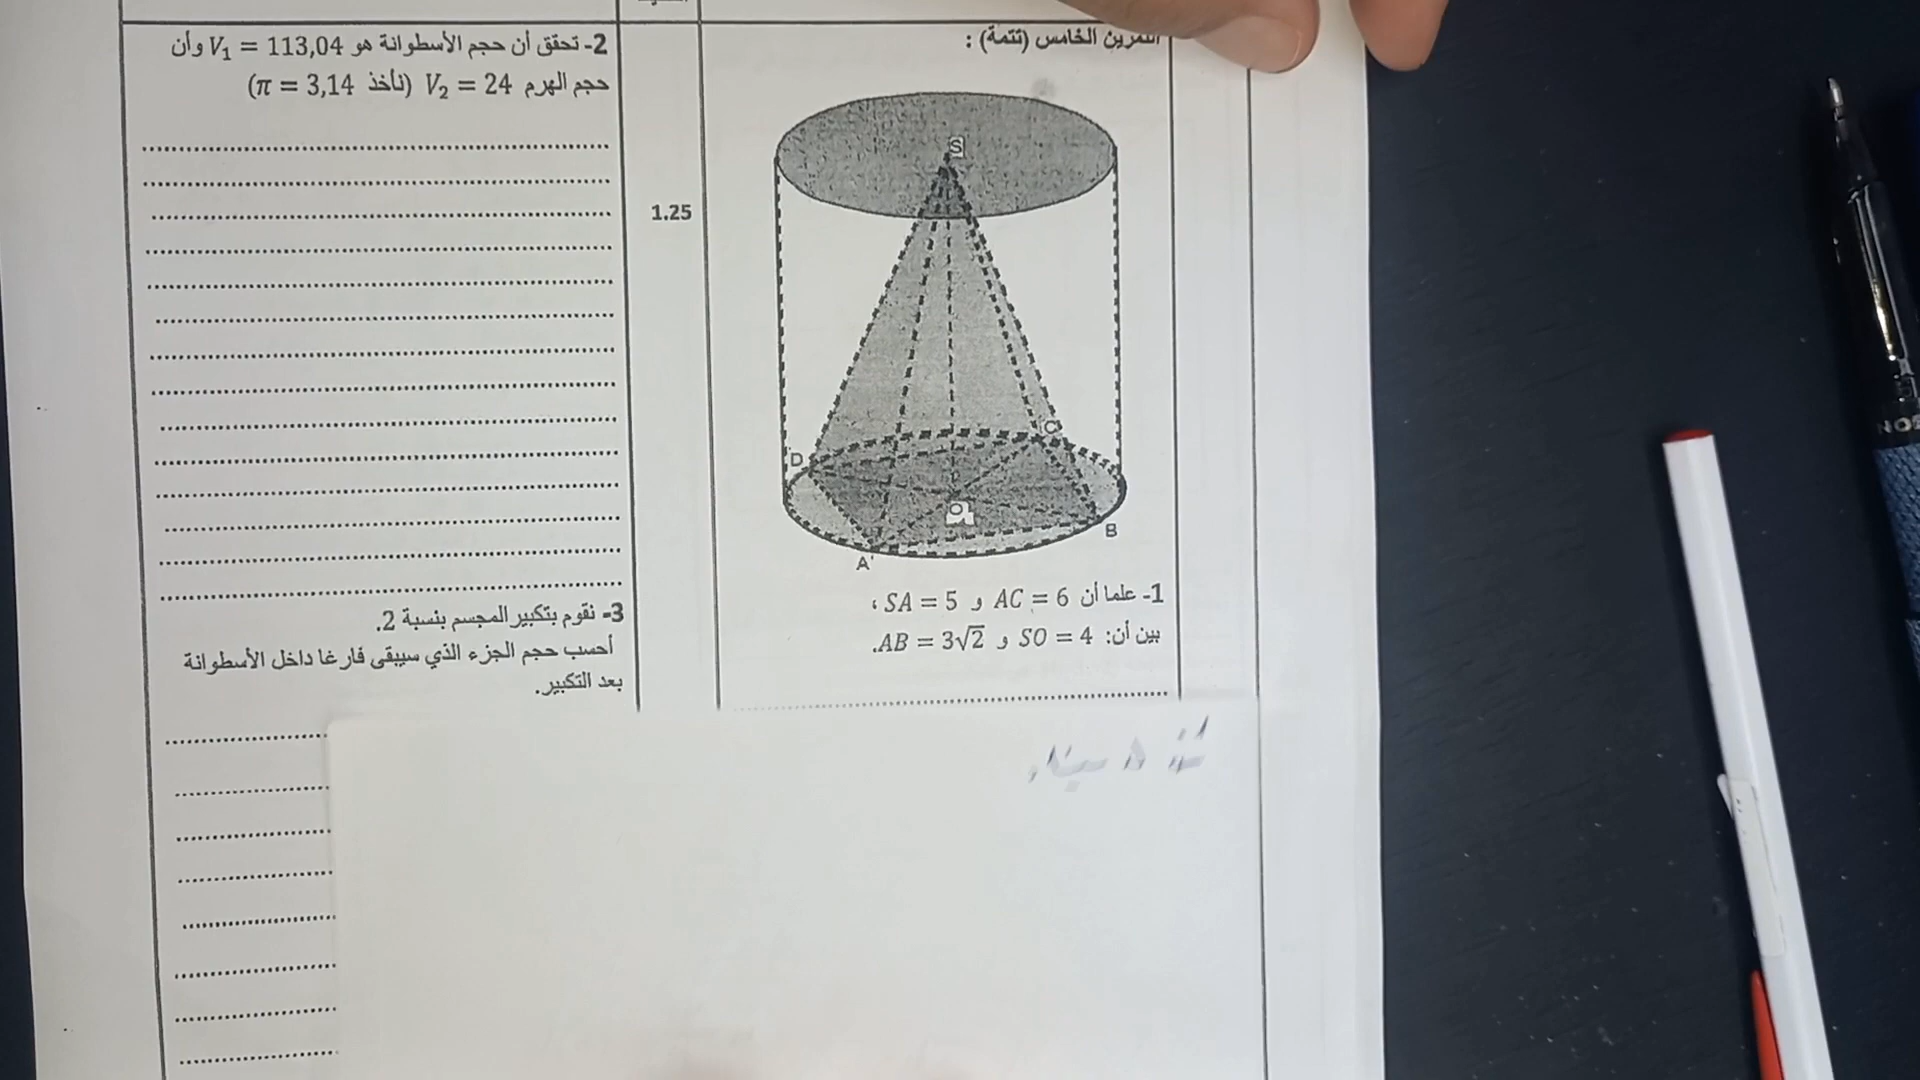 التمرين الخامس (تتمة) :
S
C
D
O
B
A
1- علما أن AC = 6 و SA = 5 ،
بين أن: SO = 4 و AB = 3√2.
1.25
2- تحقق أن حجم الأسطوانة هو V₁ = 113,04 وأن
حجم الهرم V₂ = 24 (نأخذ π = 3,14)
3- نقوم بتكبير المجسم بنسبة 2.
أحسب حجم الجزء الذي سيبقى فارغا داخل الأسطوانة
بعد التكبير.